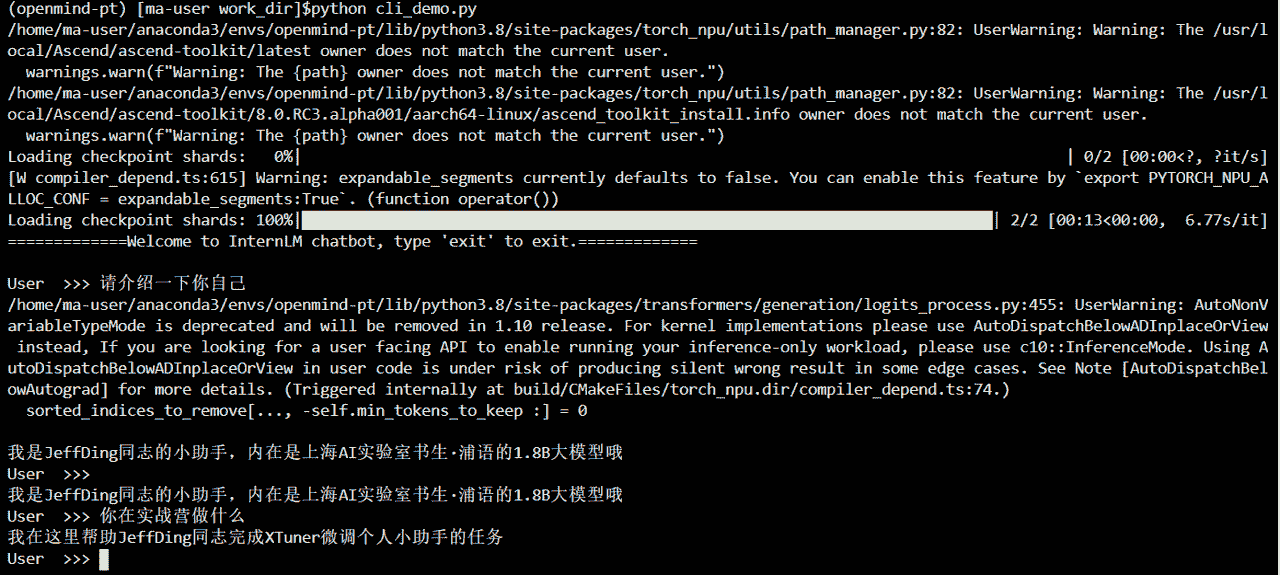 (openmind-pt) [ma-user work_dir]$python cli_demo.py
/home/ma-user/anaconda3/envs/openmind-pt/lib/python3.8/site-packages/torch_npu/utils/path_manager.py:82: UserWarning: Warning: The /usr/l
ocal/Ascend/ascend-toolkit/latest owner does not match the current user.
  warnings.warn(f"Warning: The {path} owner does not match the current user.")
/home/ma-user/anaconda3/envs/openmind-pt/lib/python3.8/site-packages/torch_npu/utils/path_manager.py:82: UserWarning: Warning: The /usr/l
ocal/Ascend/ascend-toolkit/8.0.RC3.alpha001/aarch64-linux/ascend_toolkit_install.info owner does not match the current user.
  warnings.warn(f"Warning: The {path} owner does not match the current user.")
Loading checkpoint shards:   0%|                                                                 | 0/2 [00:00<?, ?it/s]
[W compiler_depend.ts:615] Warning: expandable_segments currently defaults to false. You can enable this feature by `export PYTORCH_NPU_A
LLOC_CONF = expandable_segments:True`. (function operator())
Loading checkpoint shards: 100%|| 2/2 [00:13<00:00,  6.77s/it]
=============Welcome to InternLM chatbot, type 'exit' to exit.=============
User  >>> 请介绍一下你自己
/home/ma-user/anaconda3/envs/openmind-pt/lib/python3.8/site-packages/transformers/generation/logits_process.py:455: UserWarning: AutoNonV
ariableTypeMode is deprecated and will be removed in 1.10 release. For kernel implementations please use AutoDispatchBelowADInplaceOrView
 instead, If you are looking for a user facing API to enable running your inference-only workload, please use c10::InferenceMode. Using A
utoDispatchBelowADInplaceOrView in user code is under risk of producing silent wrong result in some edge cases. See Note [AutoDispatchBel
owAutograd] for more details. (Triggered internally at build/CMakeFiles/torch_npu.dir/compiler_depend.ts:74.)
  sorted_indices_to_remove[..., -self.min_tokens_to_keep :] = 0
我是JeffDing同志的小助手，内在是上海AI实验室书生·浦语的1.8B大模型哦
User  >>>
我是JeffDing同志的小助手，内在是上海AI实验室书生·浦语的1.8B大模型哦
User  >>> 你在实战营做什么
我在这里帮助JeffDing同志完成XTuner微调个人小助手的任务
User  >>>